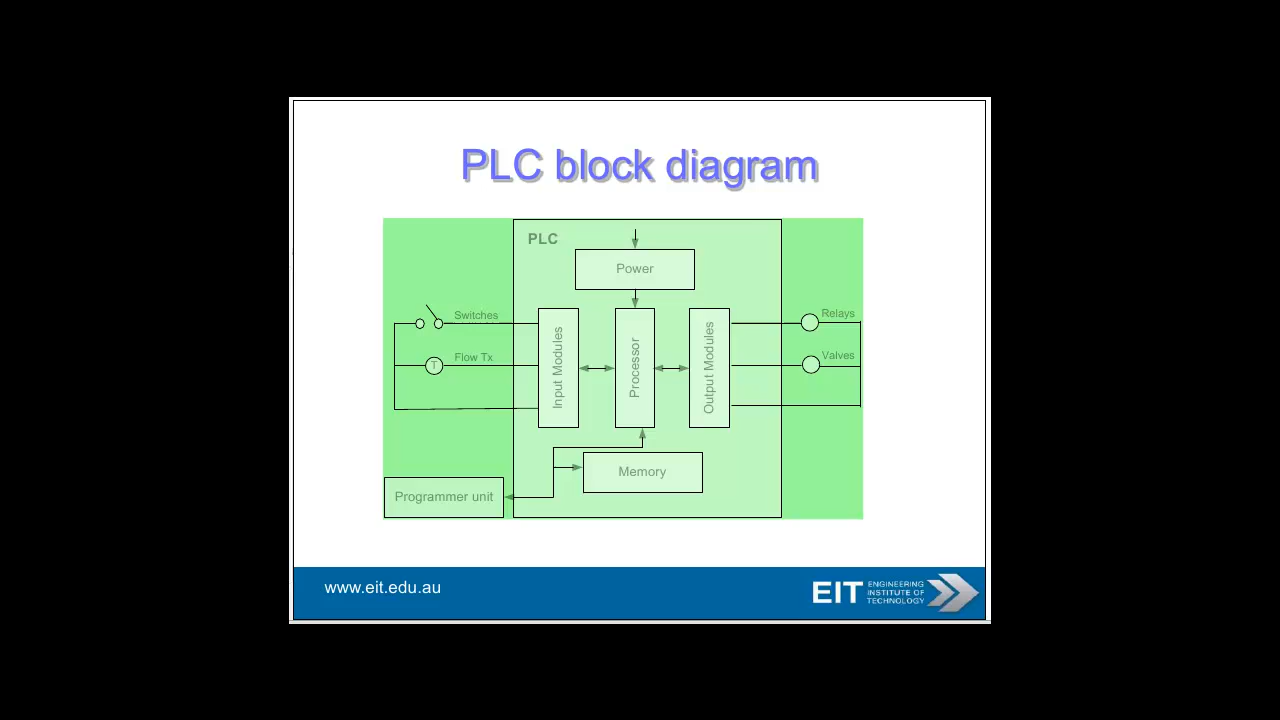 PLC block diagram
PLC
Power
Switches
Flow Tx
T
Input Modules
Processor
Output Modules
Relays
Valves
Memory
Programmer unit
www.eit.edu.au
EIT
ENGINEERING
INSTITUTE OF
TECHNOLOGY